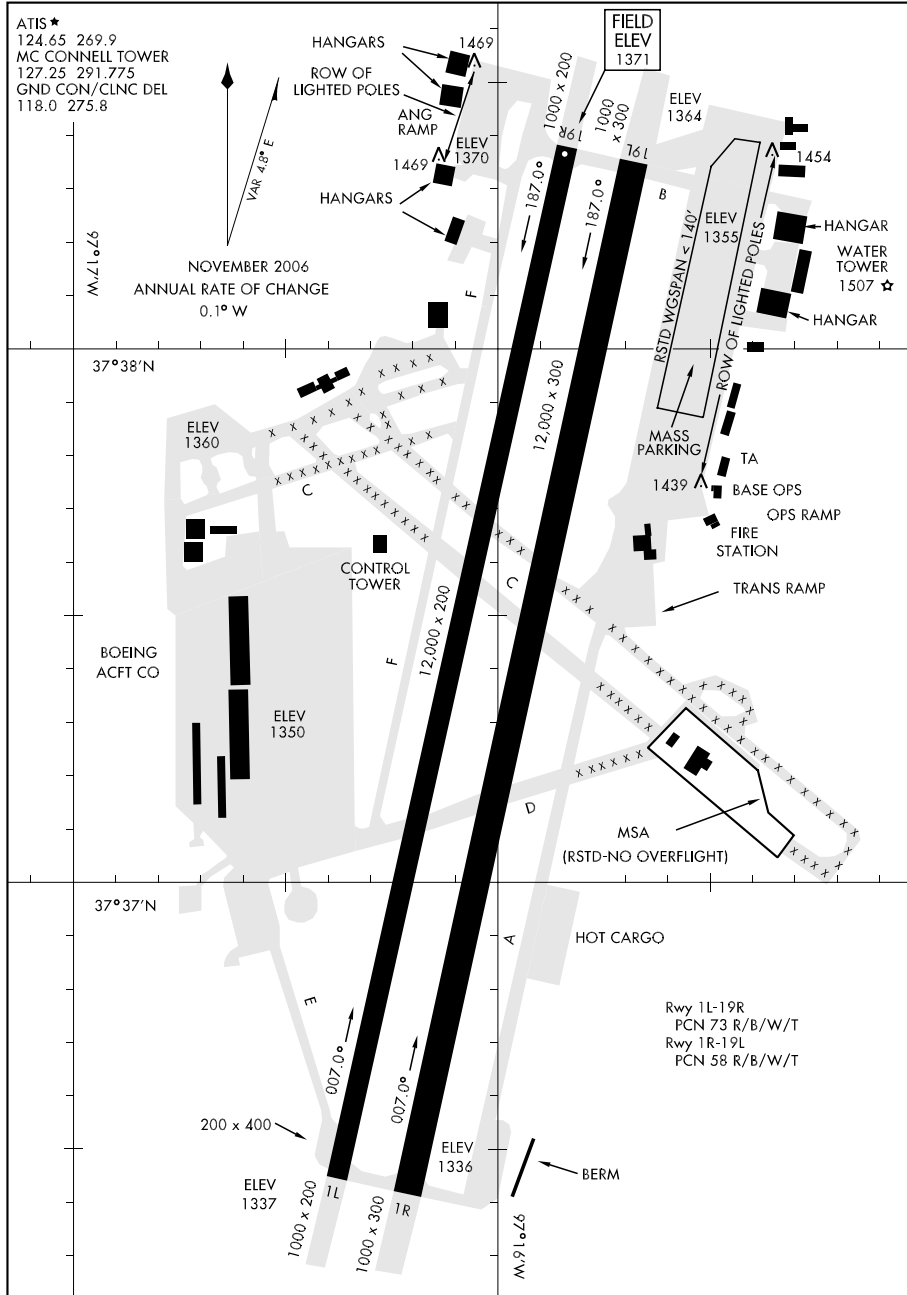 ATIS ★
124.65 269.9
MC CONNELL TOWER
127.25 291.775
GND CON/CLNC DEL
118.0 275.8
VAR 4.8° E
NOVEMBER 2006
ANNUAL RATE OF CHANGE
0.1° W
97°17'W
HANGARS
ROW OF
LIGHTED POLES
ANG
RAMP
1469
ELEV
1370
1469
HANGARS
FIELD
ELEV
1371
1000 x 200
1000
x 300
19R
19L
187.0°
187.0°
ELEV
1364
B
1454
ELEV
1355
RSTD WGSPAN < 140'
ROW OF LIGHTED POLES
HANGAR
WATER
TOWER
1507
HANGAR
F
37°38'N
12,000 x 300
MASS
PARKING
ELEV
1360
C
1439
TA
BASE OPS
OPS RAMP
FIRE
STATION
CONTROL
TOWER
C
TRANS RAMP
12,000 x 200
F
BOEING
ACFT CO
ELEV
1350
D
MSA
(RSTD-NO OVERFLIGHT)
37°37'N
A
HOT CARGO
E
Rwy 1L-19R
PCN 73 R/B/W/T
Rwy 1R-19L
PCN 58 R/B/W/T
007.0°
007.0°
200 x 400
ELEV
1336
BERM
ELEV
1337
1L
1R
1000 x 200
1000 x 300
97°16'W